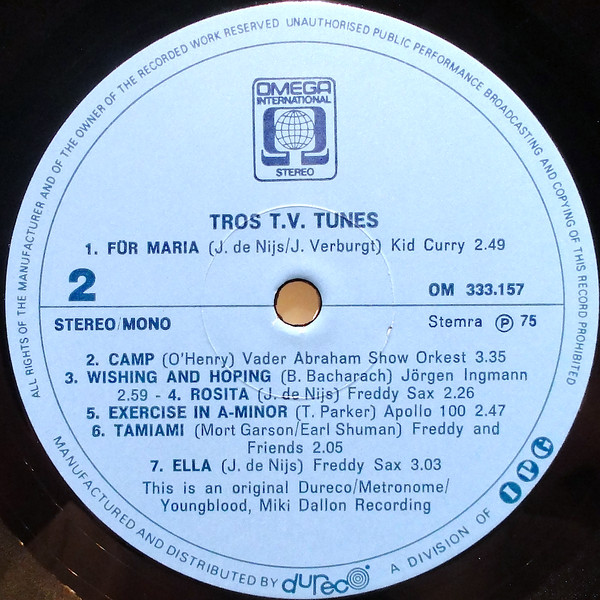 ALL RIGHTS OF THE MANUFACTURER AND OF THE OWNER OF THE RECORDED WORK RESERVED UNAUTHORISED PUBLIC PERFORMANCE BROADCASTING AND COPYING OF THIS RECORD PROHIBITED
OMEGA
INTERNATIONAL
STEREO
TROS T.V. TUNES
1. FÜR MARIA (J. de Nijs/J. Verburgt) Kid Curry 2.49
2
OM 333.157
STEREO/MONO
Stemra Ⓟ 75
2. CAMP (O'Henry) Vader Abraham Show Orkest 3.35
3. WISHING AND HOPING (B. Bacharach) Jörgen Ingmann
2.59 - 4. ROSITA (J. de Nijs) Freddy Sax 2.26
5. EXERCISE IN A-MINOR (T. Parker) Apollo 100 2.47
6. TAMIAMI (Mort Garson/Earl Shuman) Freddy and
Friends 2.05
7. ELLA (J. de Nijs) Freddy Sax 3.03
This is an original Dureco/Metronome/
Youngblood, Miki Dallon Recording
MANUFACTURED AND DISTRIBUTED BY dureco A DIVISION OF